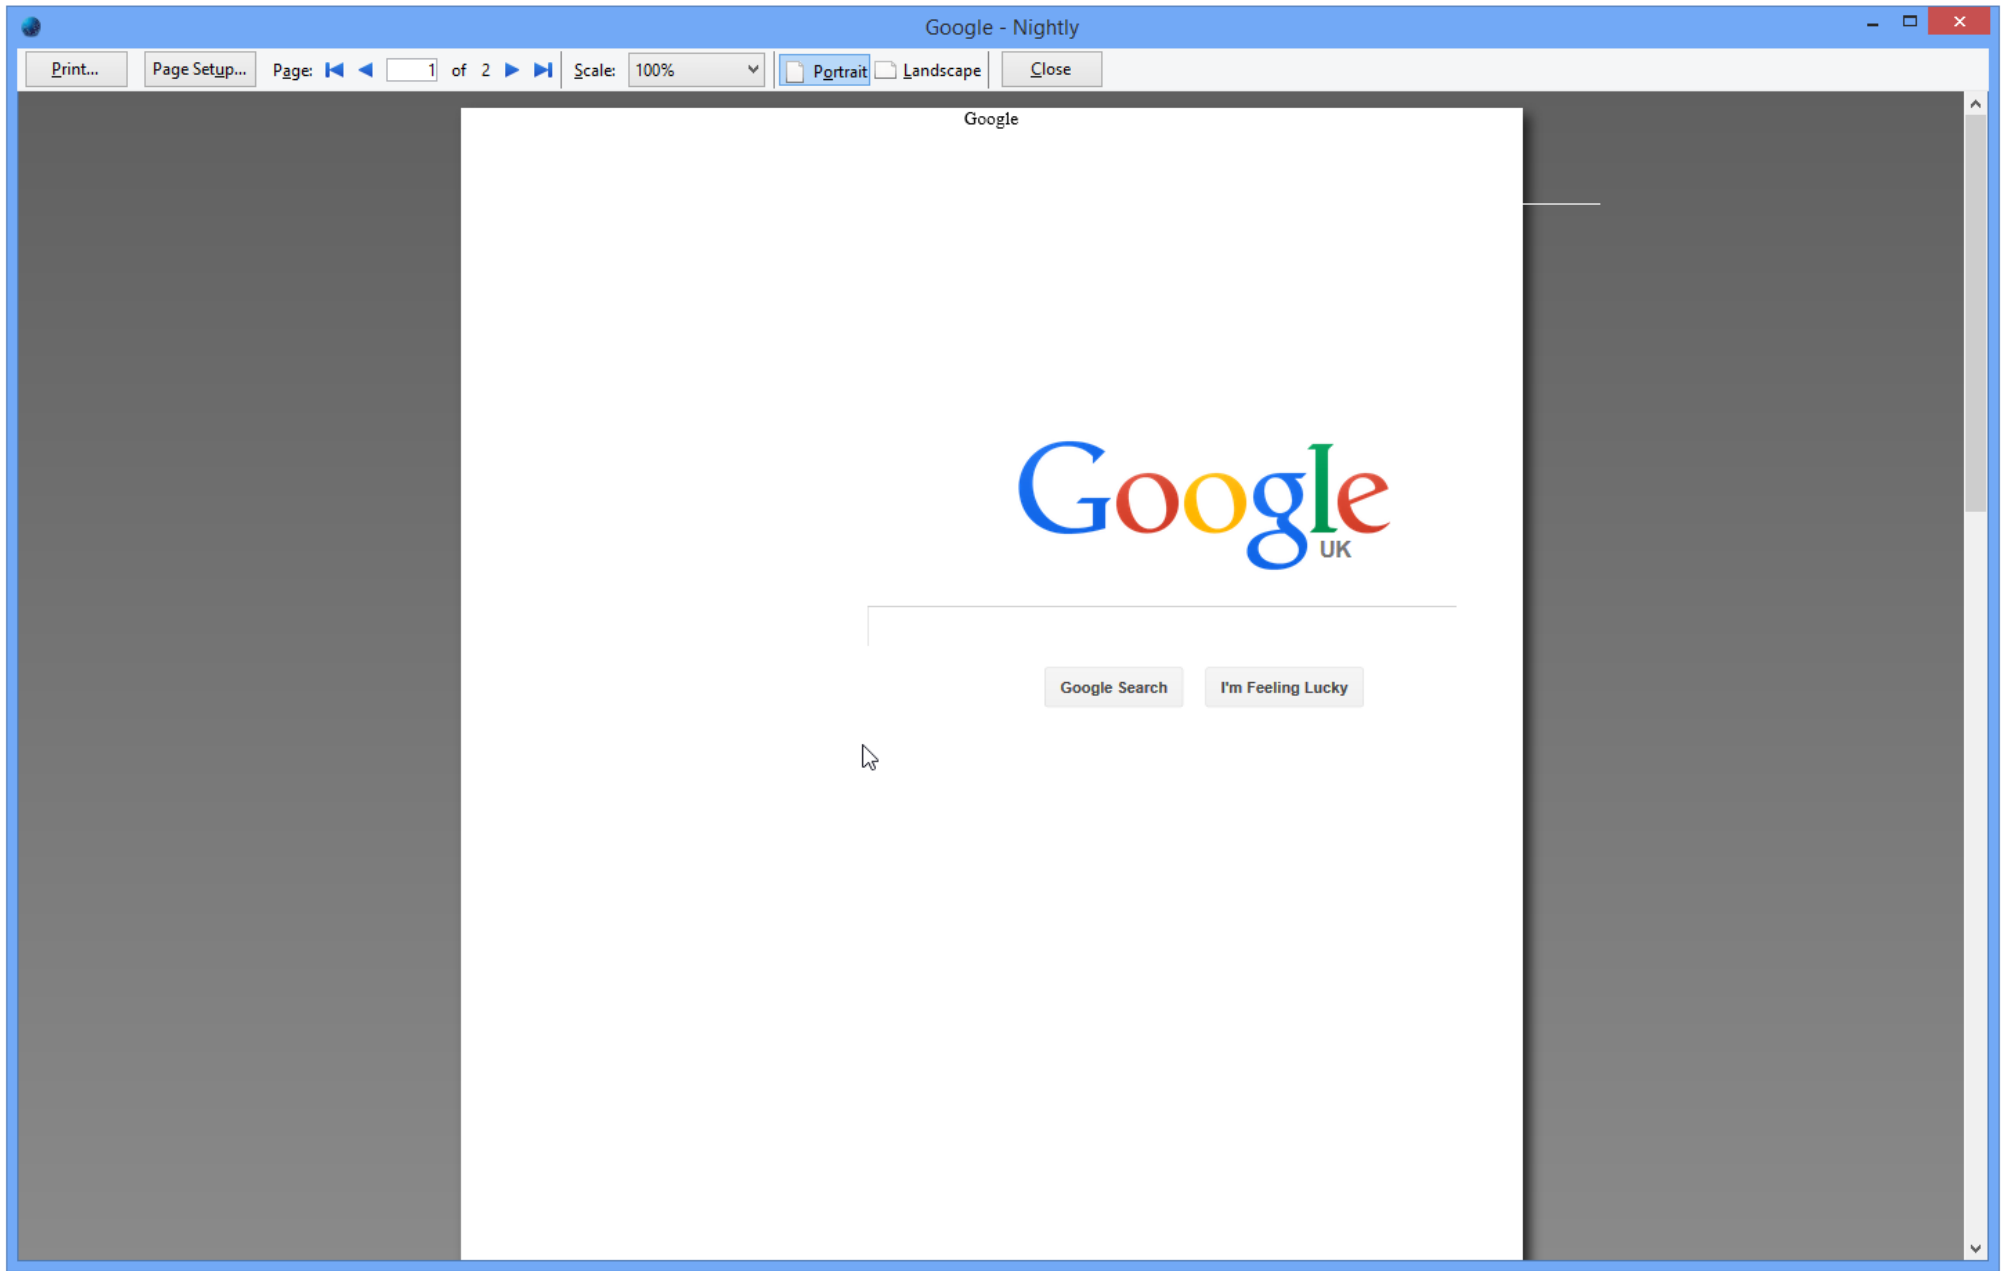 Google - Nightly
Print... Page Setup... Page: 1 of 2 Scale: 100% Portrait Landscape Close
Google
Google
UK
Google Search I'm Feeling Lucky